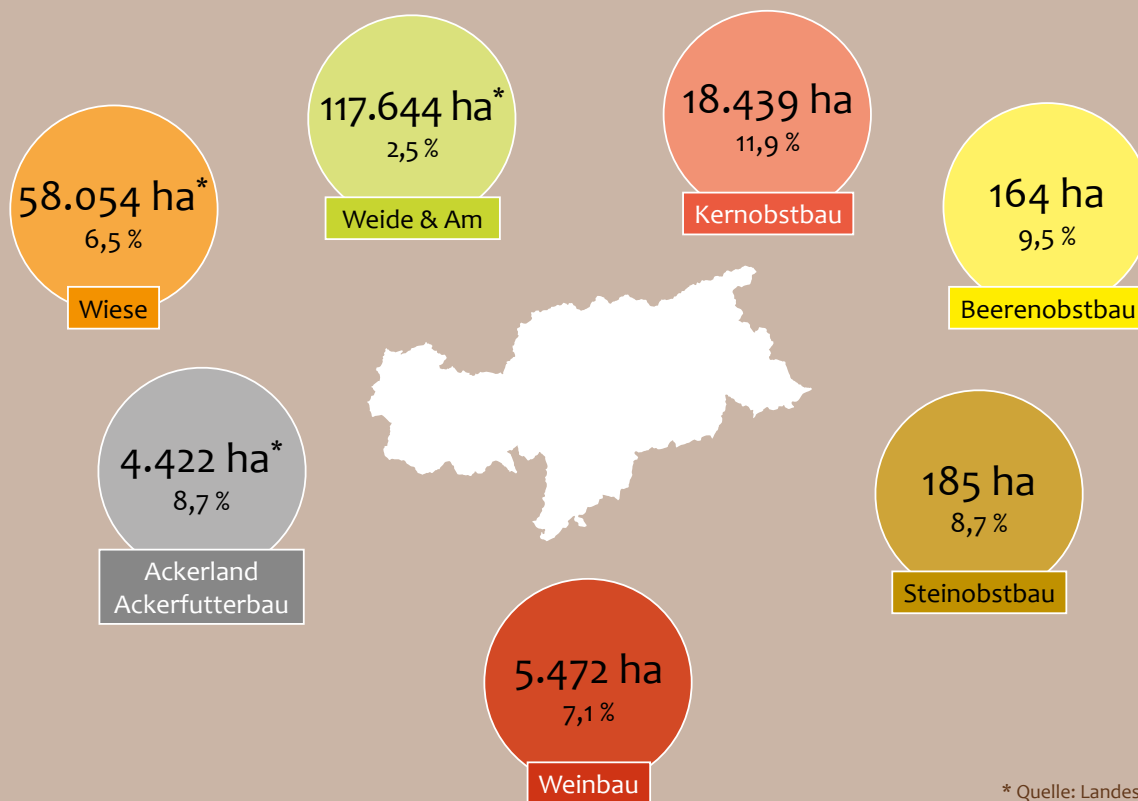 117.644 ha*
2,5 %
Weide & Am
18.439 ha
11,9 %
Kernobstbau
58.054 ha*
6,5 %
Wiese
164 ha
9,5 %
Beerenobstbau
4.422 ha*
8,7 %
Ackerland
Ackerfutterbau
185 ha
8,7 %
Steinobstbau
5.472 ha
7,1 %
Weinbau
* Quelle: Landes